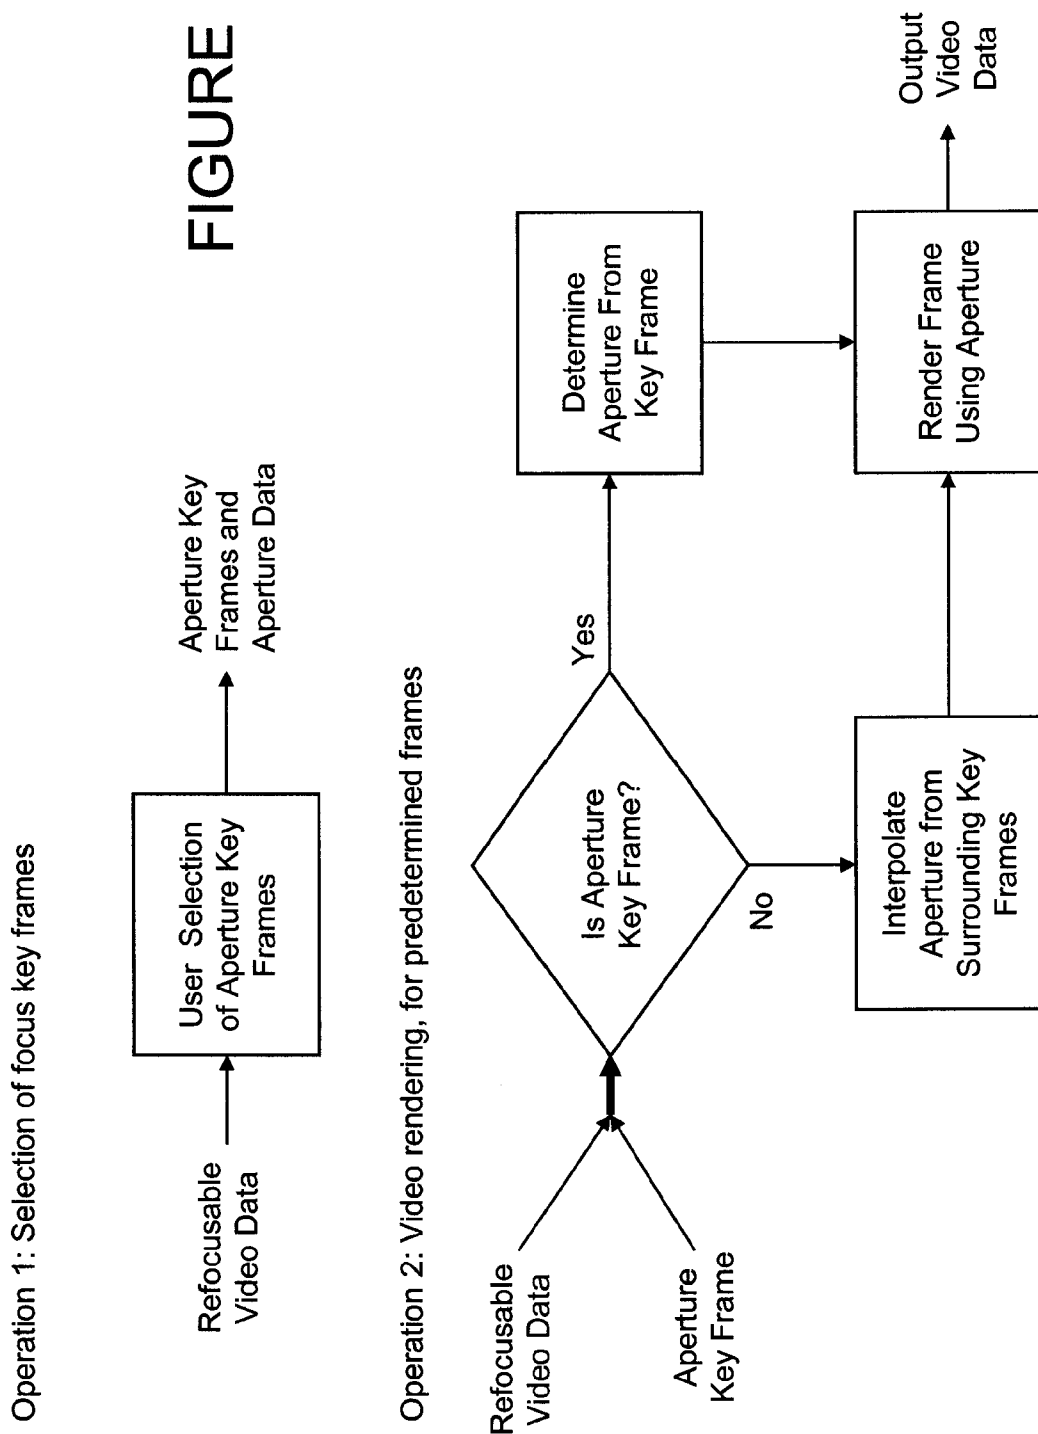 FIGURE
Operation 1: Selection of focus key frames
Refocusable
Video Data
User Selection
of Aperture Key
Frames
Aperture Key
Frames and
Aperture Data
Operation 2: Video rendering, for predetermined frames
Refocusable
Video Data
Aperture
Key Frame
Is Aperture
Key Frame?
Yes
No
Determine
Aperture From
Key Frame
Interpolate
Aperture from
Surrounding Key
Frames
Render Frame
Using Aperture
Output
Video
Data